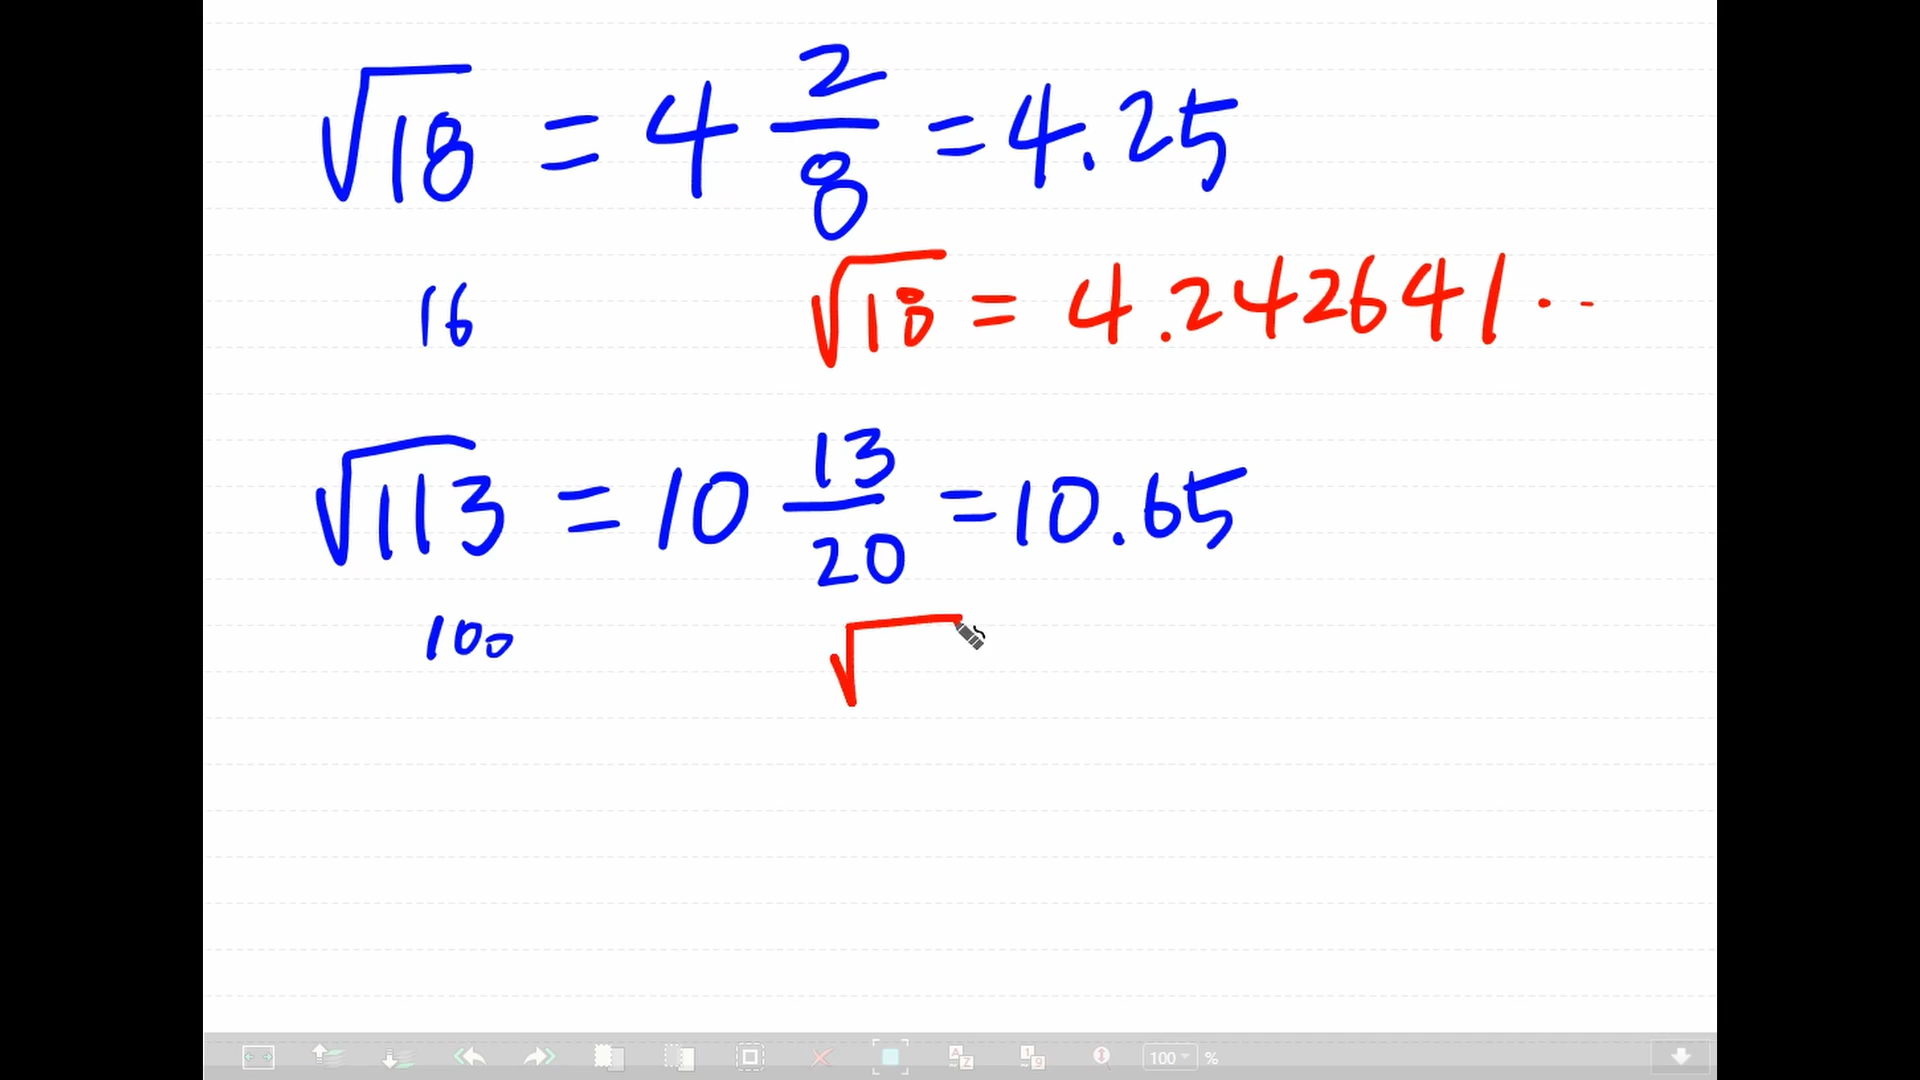 √18 = 4 2/8 = 4.25
16
√18 = 4.242641··
√113 = 10 13/20 = 10.65
100
√
100 %